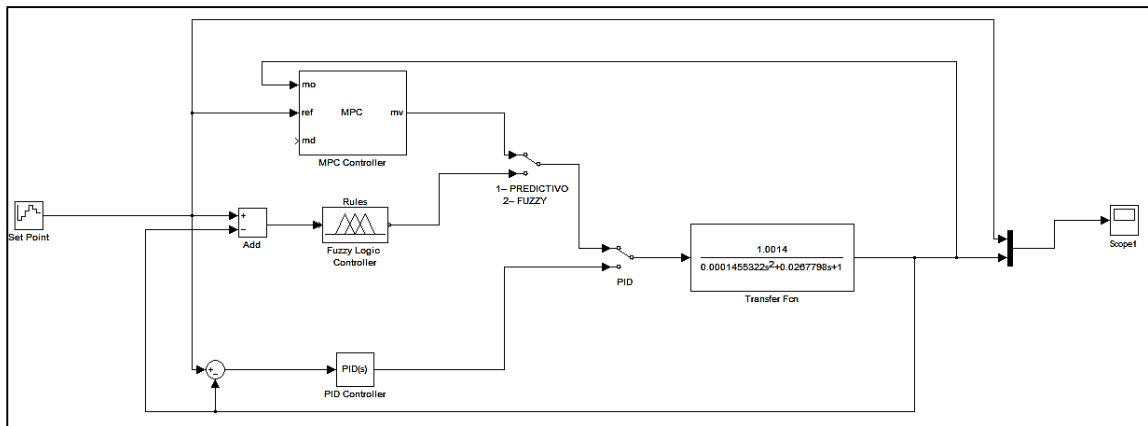 mo
ref
md
MPC
mv
MPC Controller
1– PREDICTIVO
2– FUZZY
Rules
Set Point
+
−
Add
Fuzzy Logic
Controller
PID
1.0014
0.0001455322s²+0.0267798s+1
Transfer Fcn
Scope1
+
−
PID(s)
PID Controller